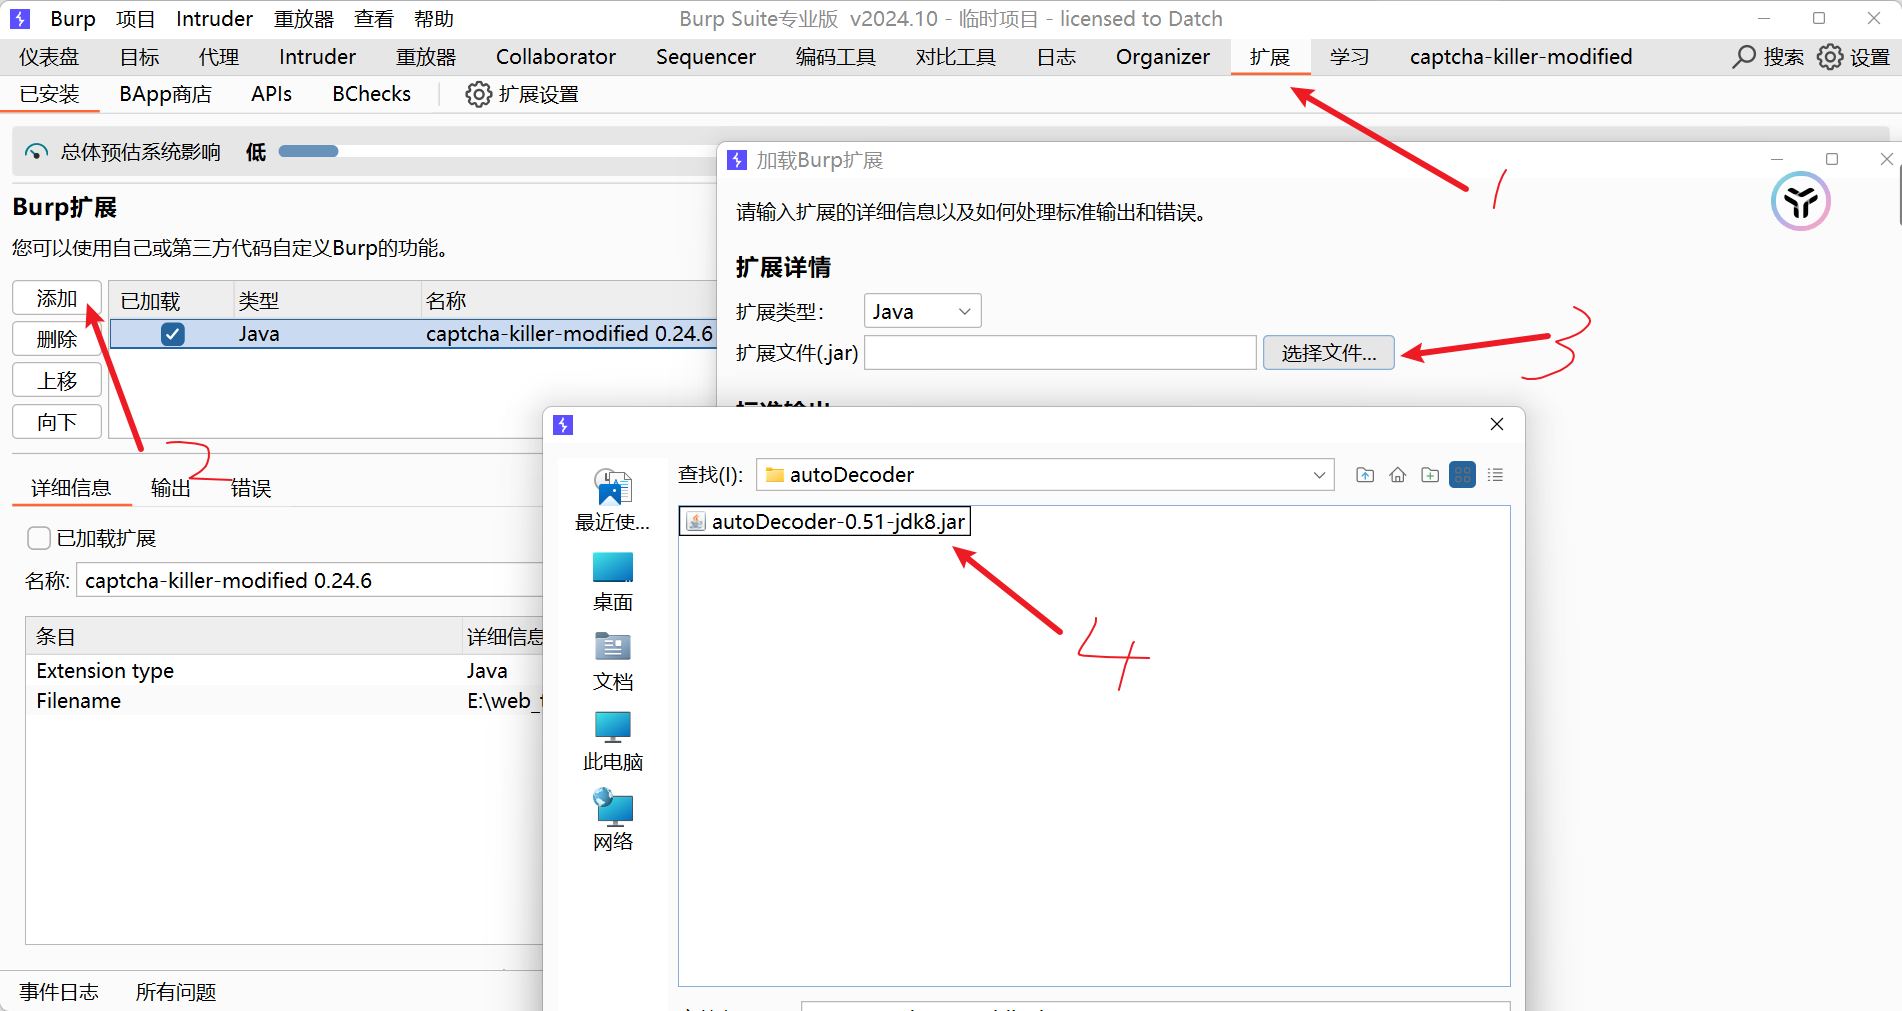 Burp 项目 Intruder 重放器 查看 帮助 Burp Suite专业版 v2024.10 - 临时项目 - licensed to Datch
仪表盘 目标 代理 Intruder 重放器 Collaborator Sequencer 编码工具 对比工具 日志 Organizer 扩展 学习 captcha-killer-modified 搜索 设置
已安装 BApp商店 APIs BChecks 扩展设置
总体预估系统影响 低
Burp扩展
您可以使用自己或第三方代码自定义Burp的功能。
添加 已加载 类型 名称
删除 Java captcha-killer-modified 0.24.6
上移
向下
详细信息 输出 错误
已加载扩展
名称: captcha-killer-modified 0.24.6
条目 详细信息
Extension type Java
Filename E:\web_
事件日志 所有问题
加载Burp扩展
请输入扩展的详细信息以及如何处理标准输出和错误。
扩展详情
扩展类型: Java
扩展文件(.jar) 选择文件...
查找(I): autoDecoder
autoDecoder-0.51-jdk8.jar
最近使...
桌面
文档
此电脑
网络
1
2
3
4